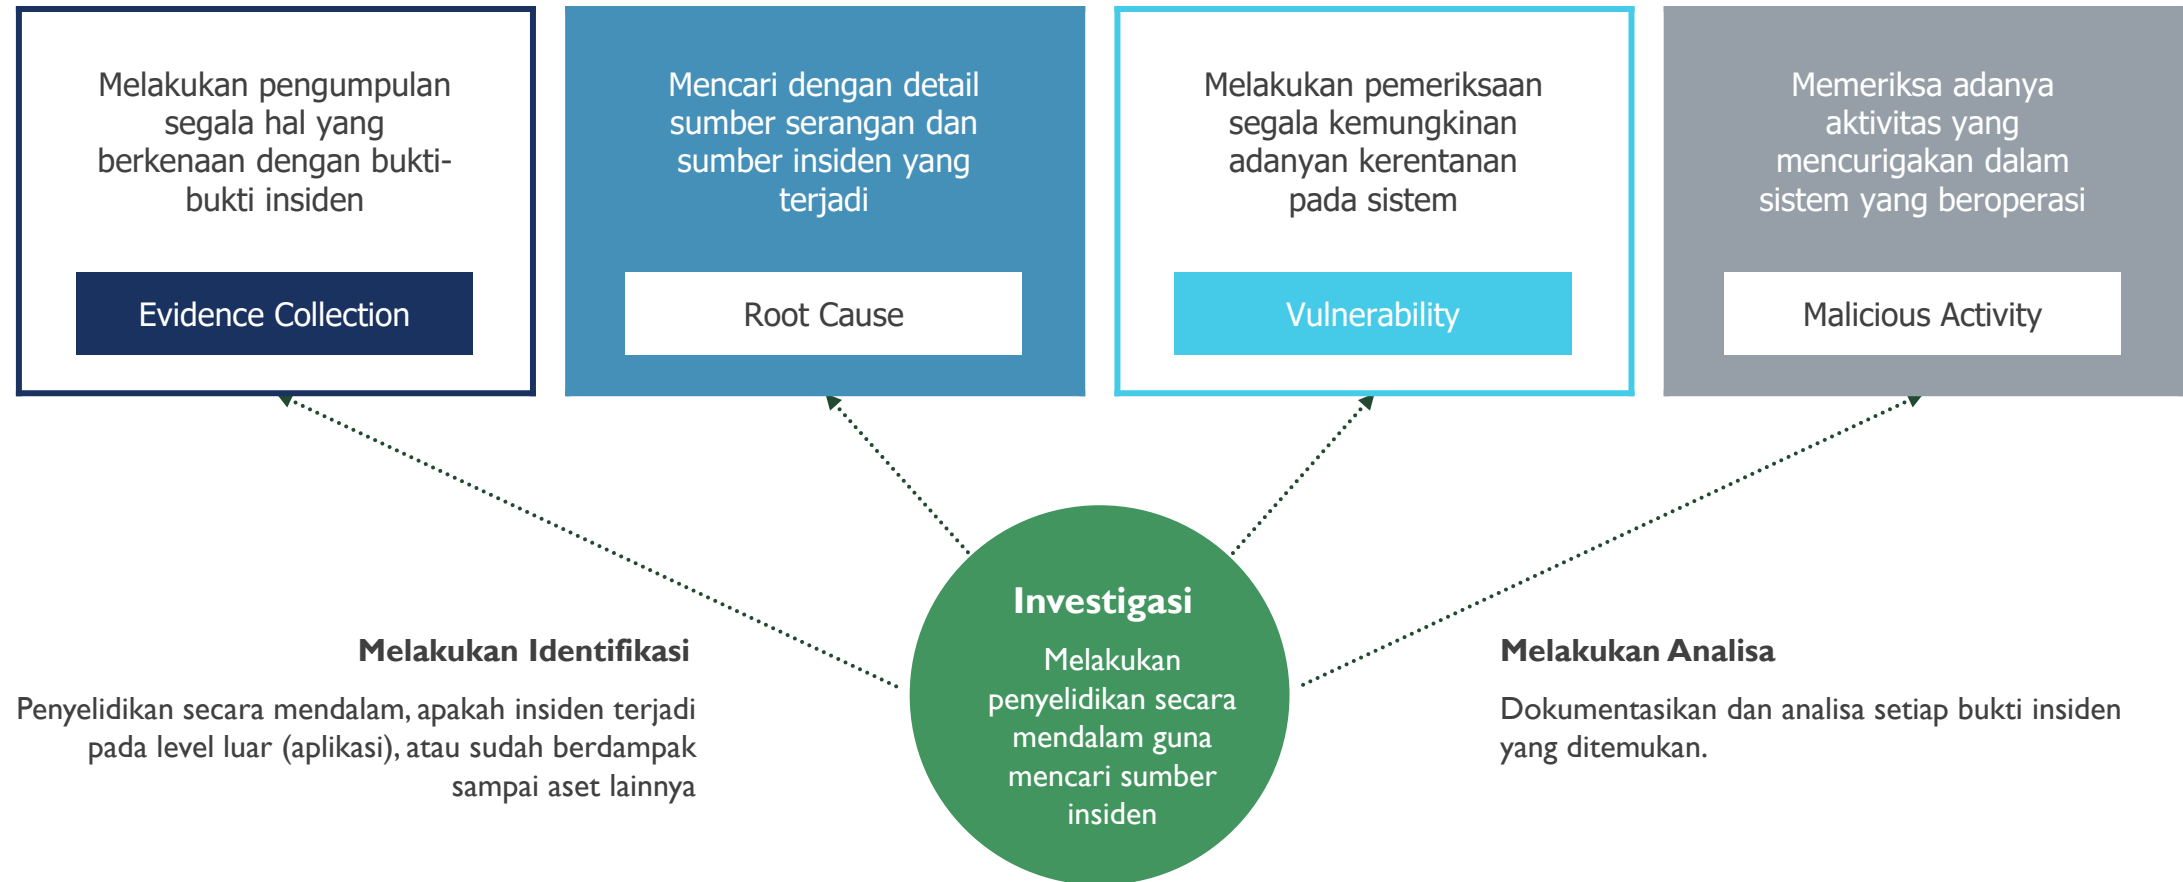 Melakukan pengumpulan
segala hal yang
berkenaan dengan bukti-
bukti insiden
Evidence Collection
Mencari dengan detail
sumber serangan dan
sumber insiden yang
terjadi
Root Cause
Melakukan pemeriksaan
segala kemungkinan
adanyan kerentanan
pada sistem
Vulnerability
Memeriksa adanya
aktivitas yang
mencurigakan dalam
sistem yang beroperasi
Malicious Activity
Melakukan Identifikasi
Penyelidikan secara mendalam, apakah insiden terjadi
pada level luar (aplikasi), atau sudah berdampak
sampai aset lainnya
Investigasi
Melakukan
penyelidikan secara
mendalam guna
mencari sumber
insiden
Melakukan Analisa
Dokumentasikan dan analisa setiap bukti insiden
yang ditemukan.